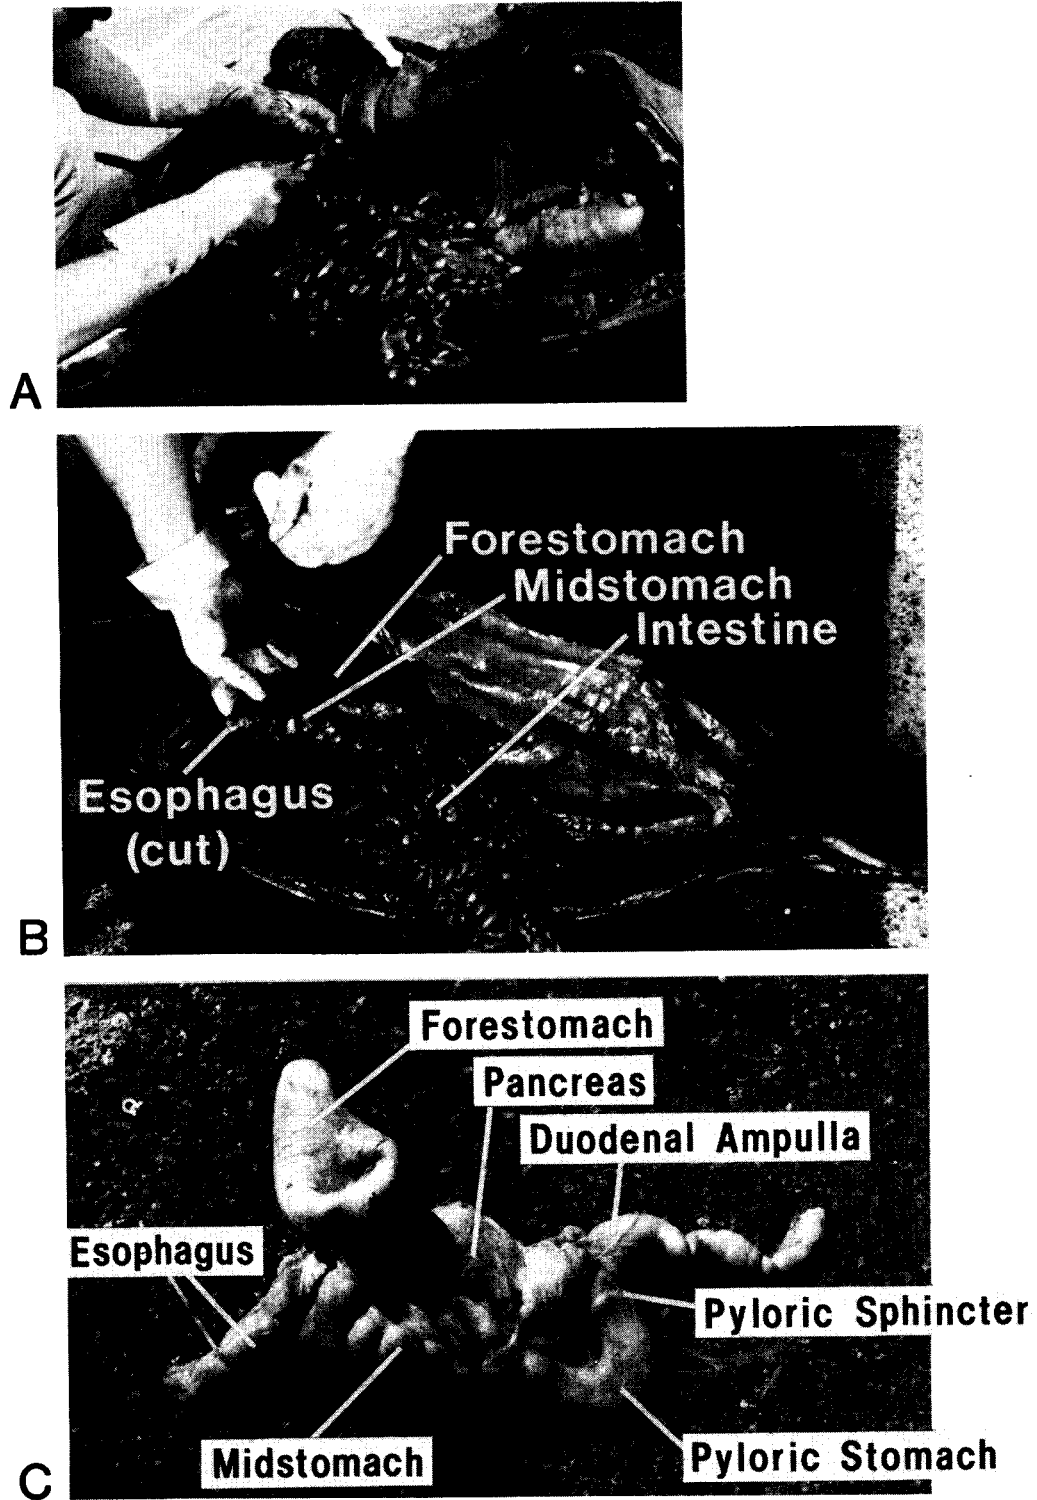 A
Forestomach
Midstomach
Intestine
Esophagus
(cut)
B
Forestomach
Pancreas
Duodenal Ampulla
Esophagus
Pyloric Sphincter
Pyloric Stomach
Midstomach
C